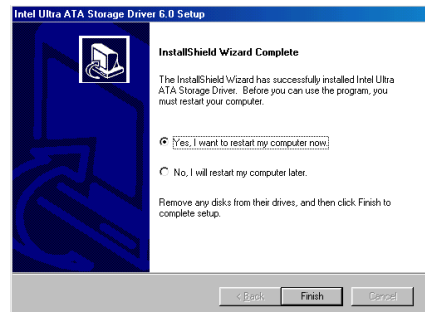 Intel Ultra ATA Storage Driver 6.0 Setup
InstallShield Wizard Complete
The InstallShield Wizard has successfully installed Intel Ultra
ATA Storage Driver. Before you can use the program, you
must restart your computer.
Yes, I want to restart my computer now.
No, I will restart my computer later.
Remove any disks from their drives, and then click Finish to
complete setup.
< Back Finish Cancel